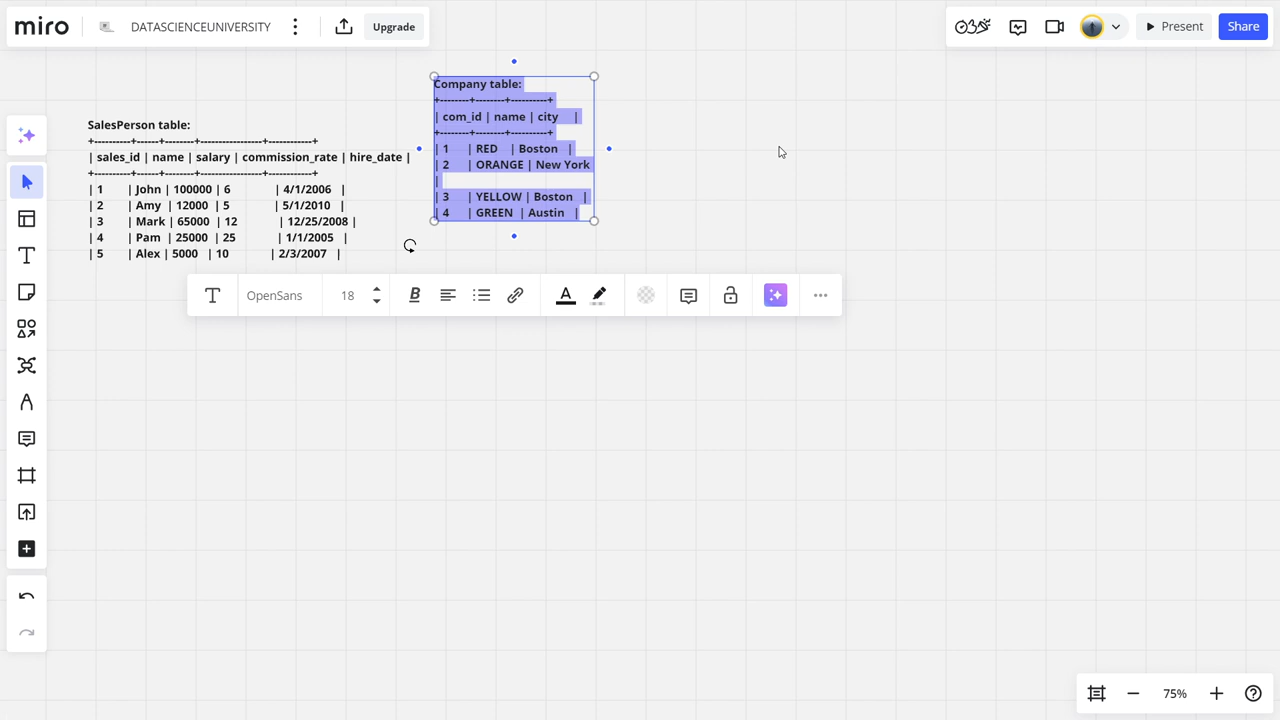 miro DATASCIENCEUNIVERSITY Upgrade Present Share
SalesPerson table:
+----------+------+--------+-----------------+------------+
| sales_id | name | salary | commission_rate | hire_date |
+----------+------+--------+-----------------+------------+
| 1 | John | 100000 | 6 | 4/1/2006 |
| 2 | Amy | 12000 | 5 | 5/1/2010 |
| 3 | Mark | 65000 | 12 | 12/25/2008 |
| 4 | Pam | 25000 | 25 | 1/1/2005 |
| 5 | Alex | 5000 | 10 | 2/3/2007 |
Company table:
+--------+--------+----------+
| com_id | name | city |
+--------+--------+----------+
| 1 | RED | Boston |
| 2 | ORANGE | New York
|
| 3 | YELLOW | Boston |
| 4 | GREEN | Austin |
OpenSans 18 B A
75%